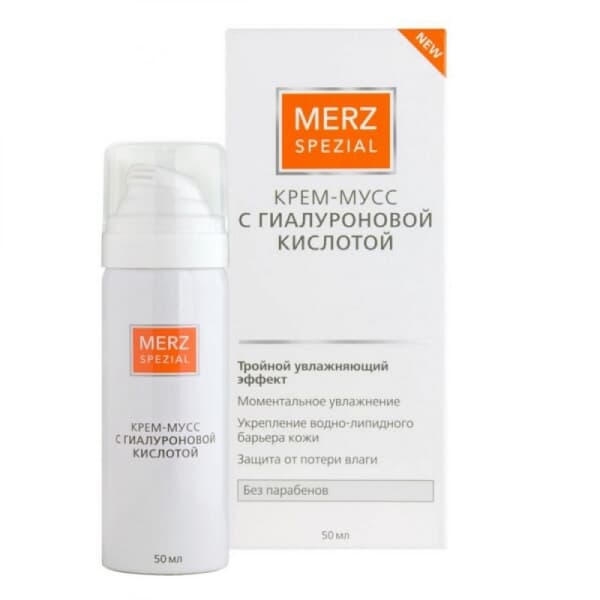 NEW
MERZ
SPEZIAL
КРЕМ-МУСС
С ГИАЛУРОНОВОЙ
КИСЛОТОЙ
Тройной увлажняющий
эффект
Моментальное увлажнение
Укрепление водно-липидного
барьера кожи
Защита от потери влаги
Без парабенов
50 мл
MERZ
SPEZIAL
КРЕМ-МУСС
С ГИАЛУРОНОВОЙ
КИСЛОТОЙ
50 мл